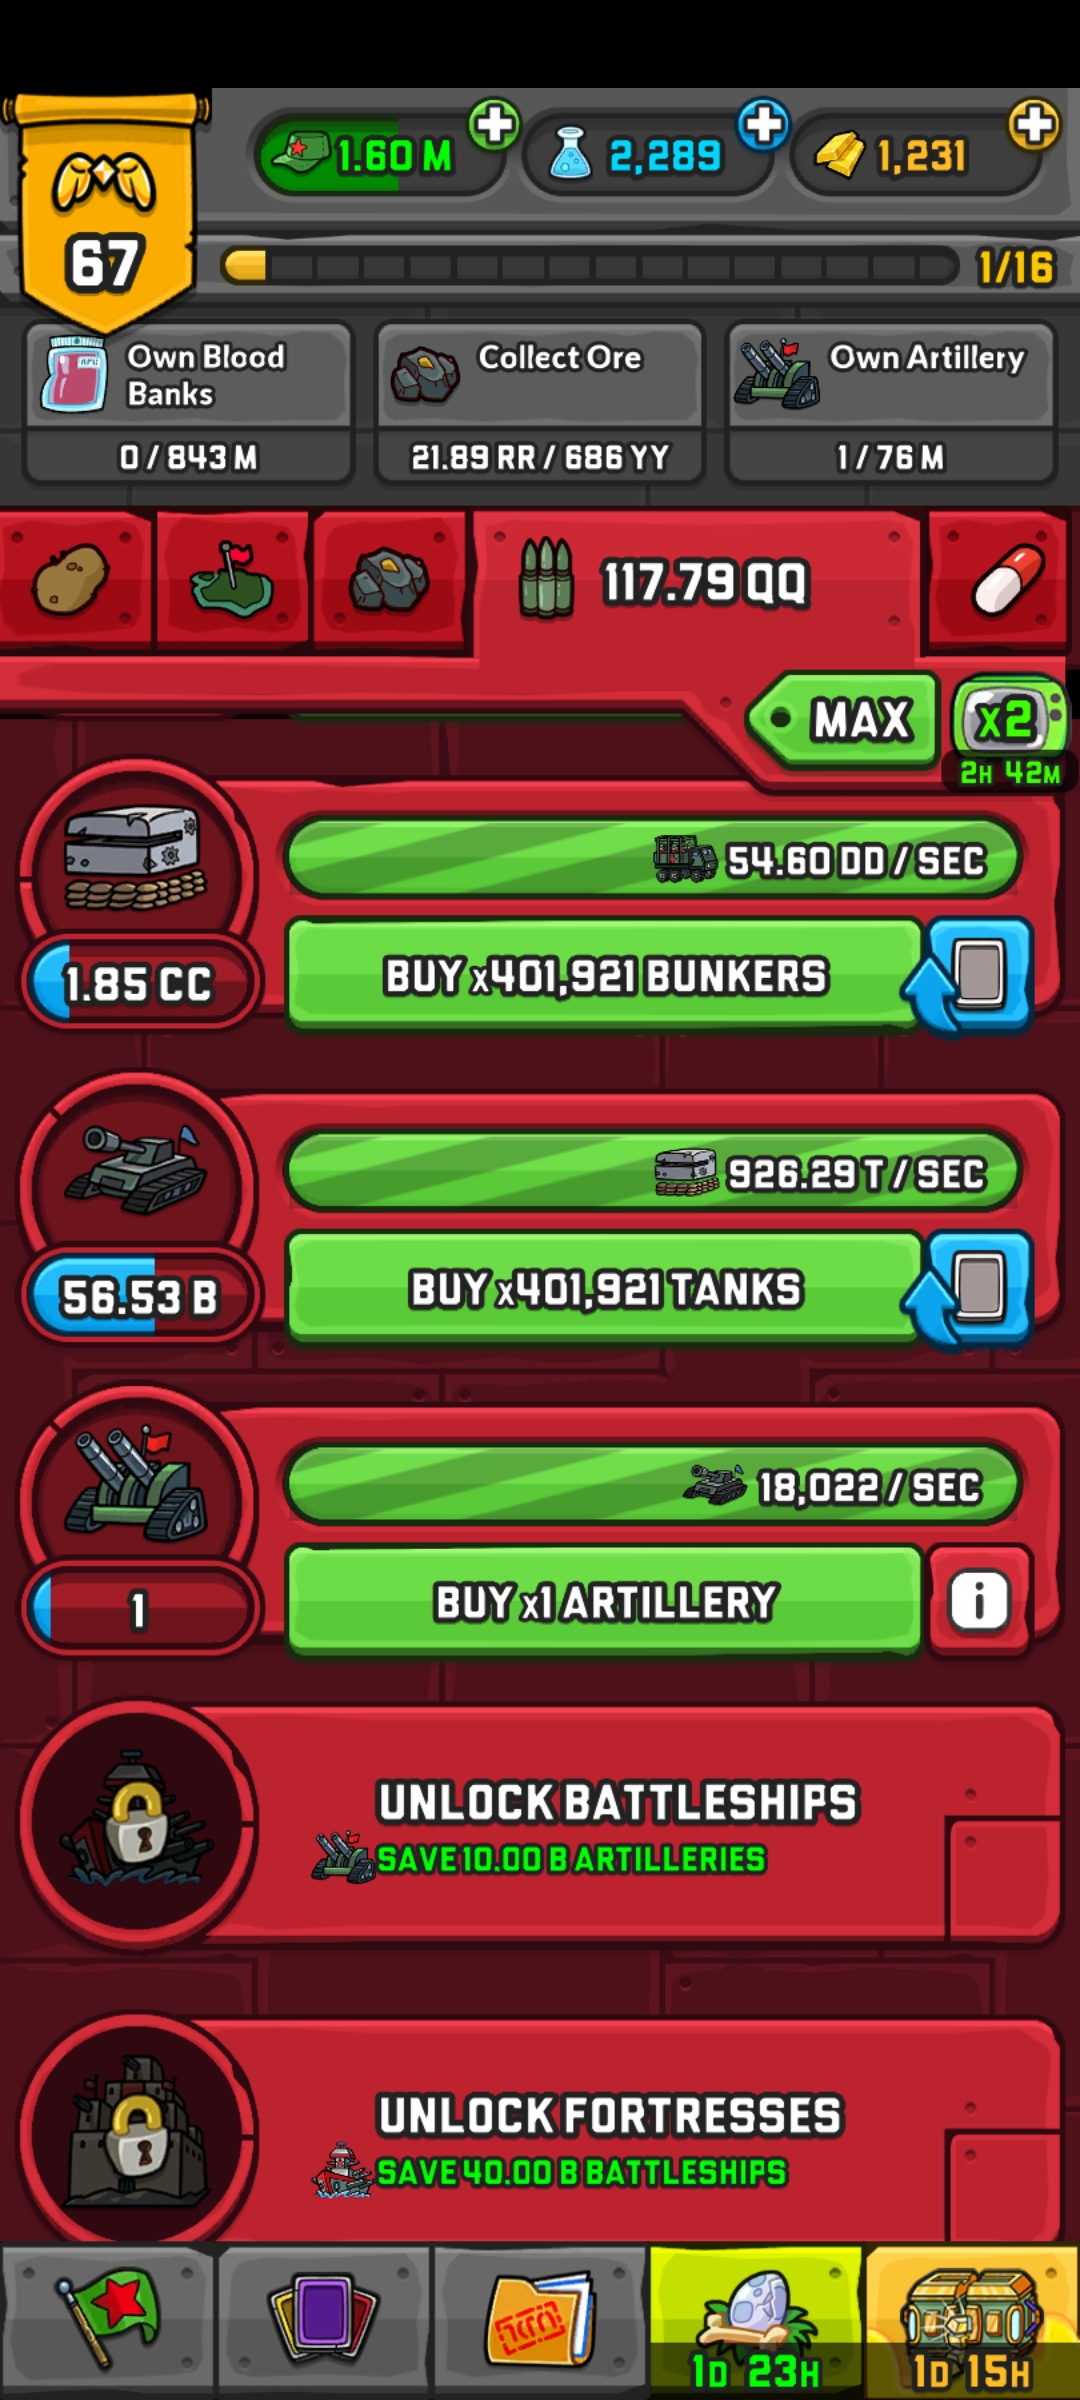 1.60 M
2,289
1,231
67
1/16
Own Blood
Banks
0 / 843 M
Collect Ore
21.89 RR / 686 YY
Own Artillery
1 / 76 M
117.79 QQ
MAX
x2
2H 42M
54.60 DD / SEC
1.85 CC
BUY x401,921 BUNKERS
926.29 T / SEC
56.53 B
BUY x401,921 TANKS
18,022 / SEC
1
BUY x1 ARTILLERY
i
UNLOCK BATTLESHIPS
SAVE 10.00 B ARTILLERIES
UNLOCK FORTRESSES
SAVE 40.00 B BATTLESHIPS
1D 23H
1D 15H